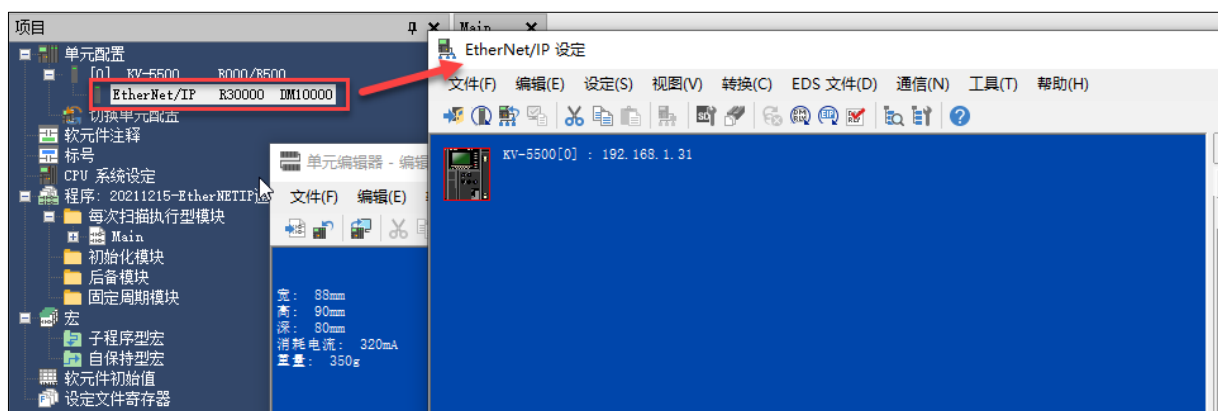 项目
Main
单元配置
[0] KV-5500 R000/B500
EtherNet/IP R30000 DM10000
切换单元配置
软元件注释
标号
CPU 系统设定
程序: 20211215-EtherNETIP
每次扫描执行型模块
Main
初始化模块
后备模块
固定周期模块
宏
子程序型宏
自保持型宏
软元件初始值
设定文件寄存器
单元编辑器 - 编辑
文件(F) 编辑(E)
宽: 88mm
高: 90mm
深: 80mm
消耗电流: 320mA
重量: 350g
EtherNet/IP 设定
文件(F) 编辑(E) 设定(S) 视图(V) 转换(C) EDS 文件(D) 通信(N) 工具(T) 帮助(H)
KV-5500[0] : 192.168.1.31